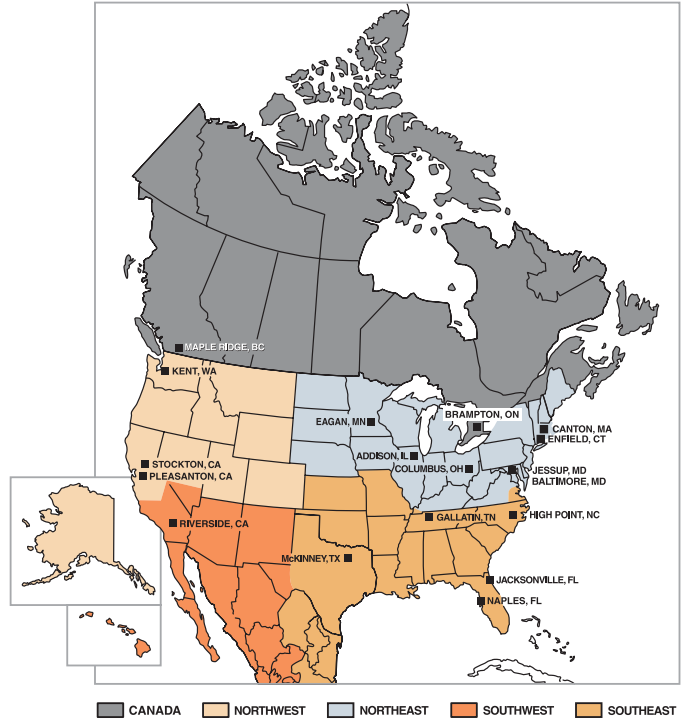 MAPLE RIDGE, BC
KENT, WA
BRAMPTON, ON
EAGAN, MN
CANTON, MA
ENFIELD, CT
ADDISON, IL
STOCKTON, CA
COLUMBUS, OH
JESSUP, MD
PLEASANTON, CA
BALTIMORE, MD
HIGH POINT, NC
GALLATIN, TN
RIVERSIDE, CA
McKINNEY, TX
JACKSONVILLE, FL
NAPLES, FL
CANADA NORTHWEST NORTHEAST SOUTHWEST SOUTHEAST